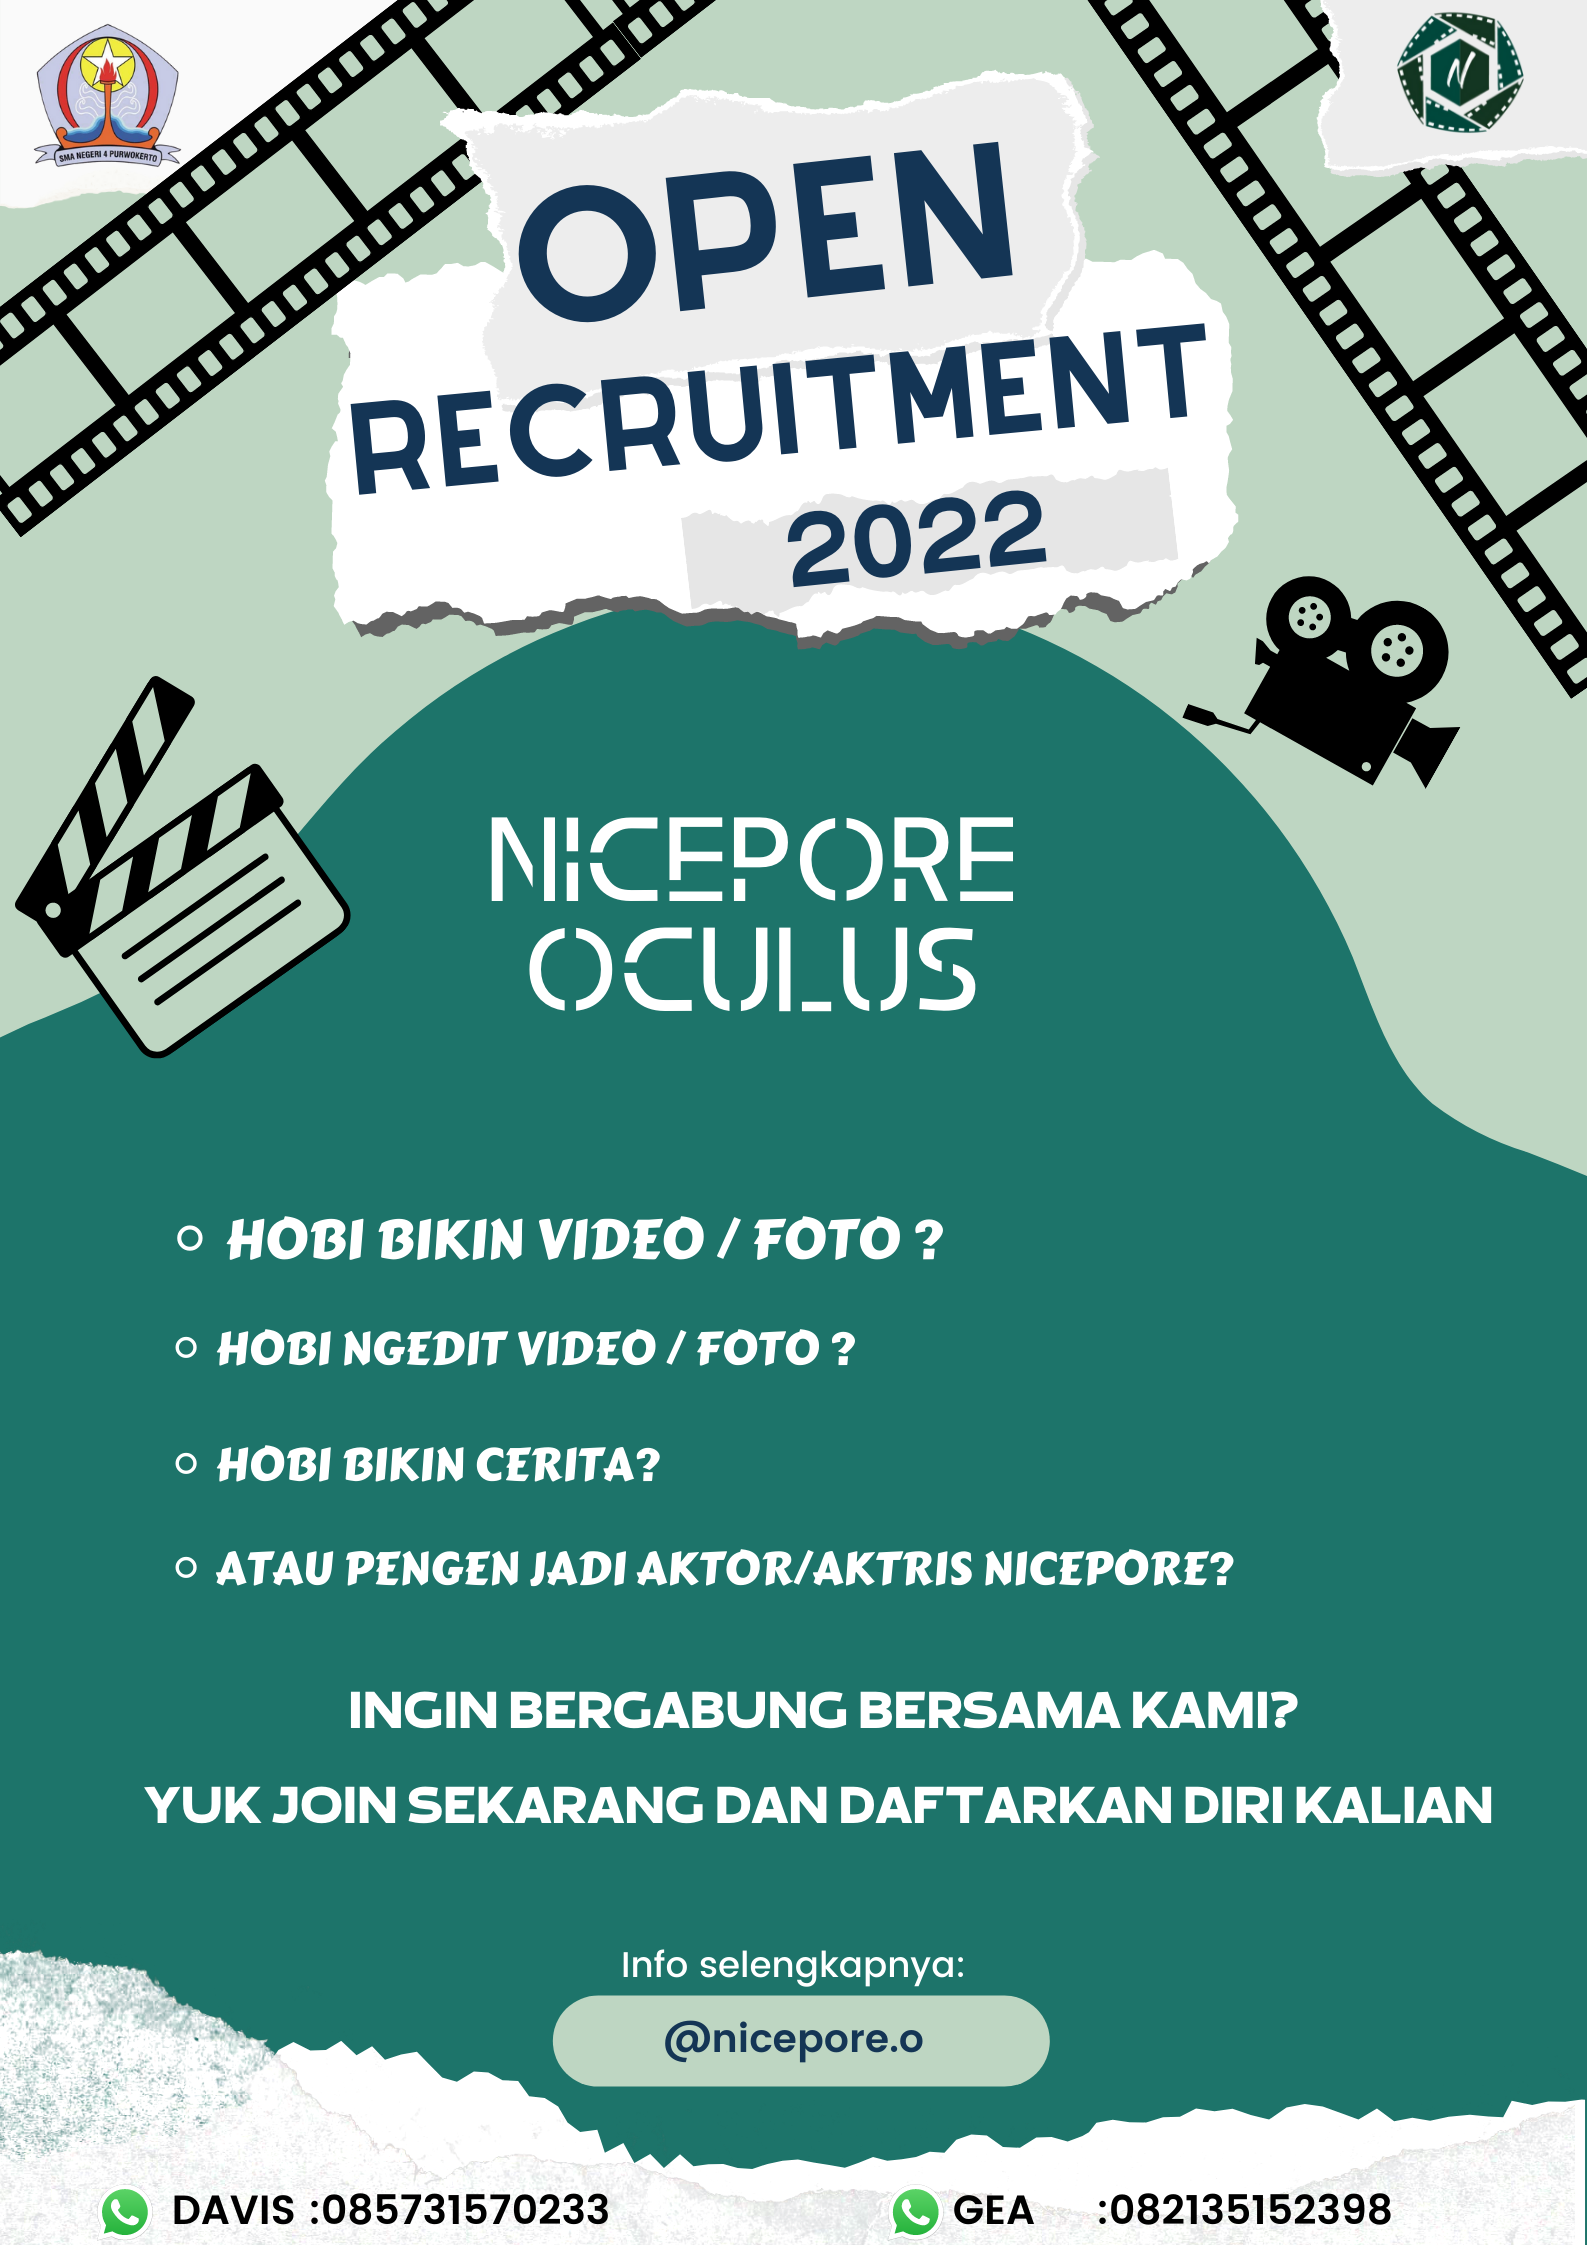 SMA NEGERI 4 PURWOKERTO
N
OPEN
RECRUITMENT
2022
NICEPORE
OCULUS
HOBI BIKIN VIDEO / FOTO ?
HOBI NGEDIT VIDEO / FOTO ?
HOBI BIKIN CERITA?
ATAU PENGEN JADI AKTOR/AKTRIS NICEPORE?
INGIN BERGABUNG BERSAMA KAMI?
YUK JOIN SEKARANG DAN DAFTARKAN DIRI KALIAN
Info selengkapnya:
@nicepore.o
DAVIS :085731570233
GEA :082135152398